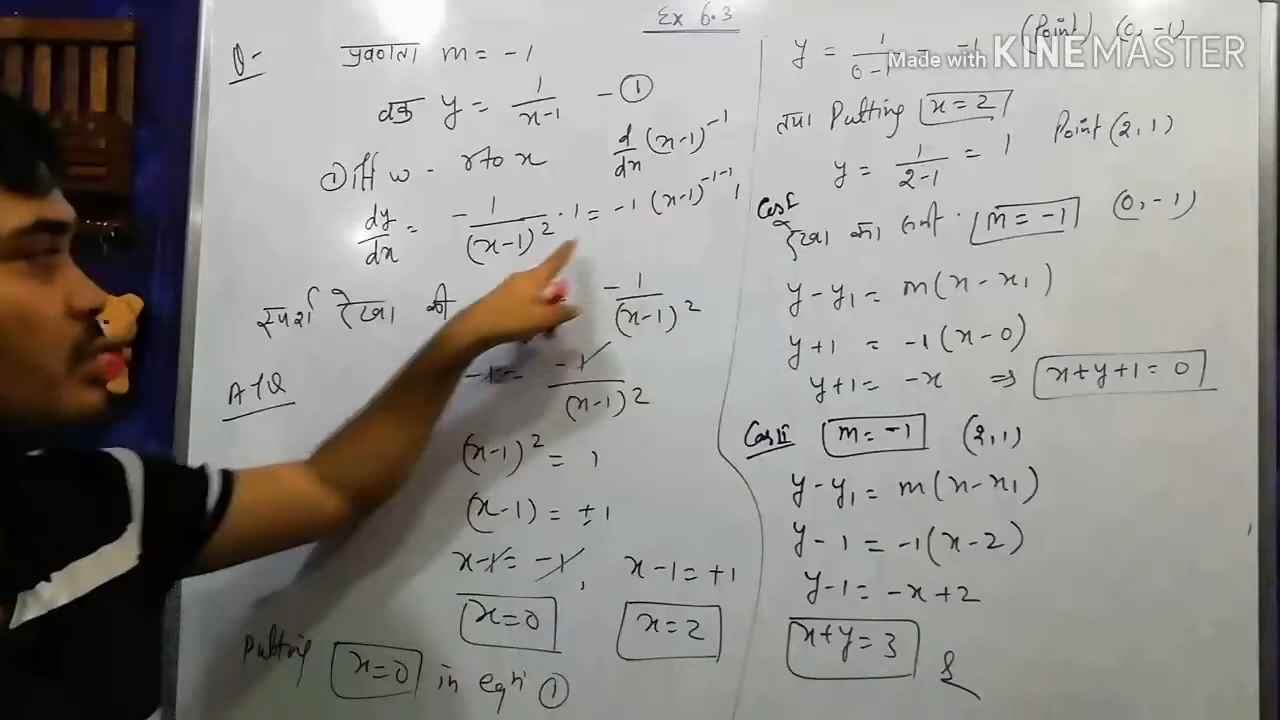 Ex 6.3
Q- प्रवणता m = -1
वक्र y = 1/(x-1) - ①
Diff w - r to x d/dx (x-1)^-1
dy/dx = -1/(x-1)^2 . 1 = -1 (x-1)^-1-1 1
स्पर्श रेखा की -1/(x-1)^2
ATQ -1 = -1/(x-1)^2
(x-1)^2 = 1
(x-1) = ±1
x-1 = -1, x-1 = +1
x=0 x=2
Putting x=0 in eqn ①
y = 1/(0-1) = -1 (Point) (0, -1)
Made with KINEMASTER
तथा Putting x=2
y = 1/(2-1) = 1 Point (2, 1)
Case I
रेखा का m = -1 (0, -1)
y-y₁ = m(x-x₁)
y+1 = -1(x-0)
y+1 = -x ⇒ x+y+1=0
Case II m = -1 (2,1)
y-y₁ = m(x-x₁)
y-1 = -1(x-2)
y-1 = -x+2
x+y=3